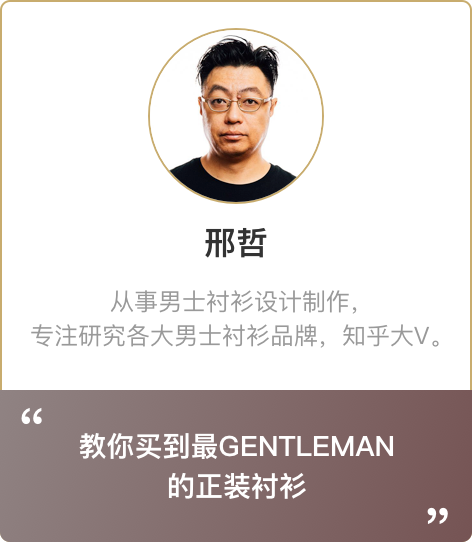 邢哲
从事男士衬衫设计制作，
专注研究各大男士衬衫品牌，知乎大V。
“
教你买到最GENTLEMAN
的正装衬衫
”